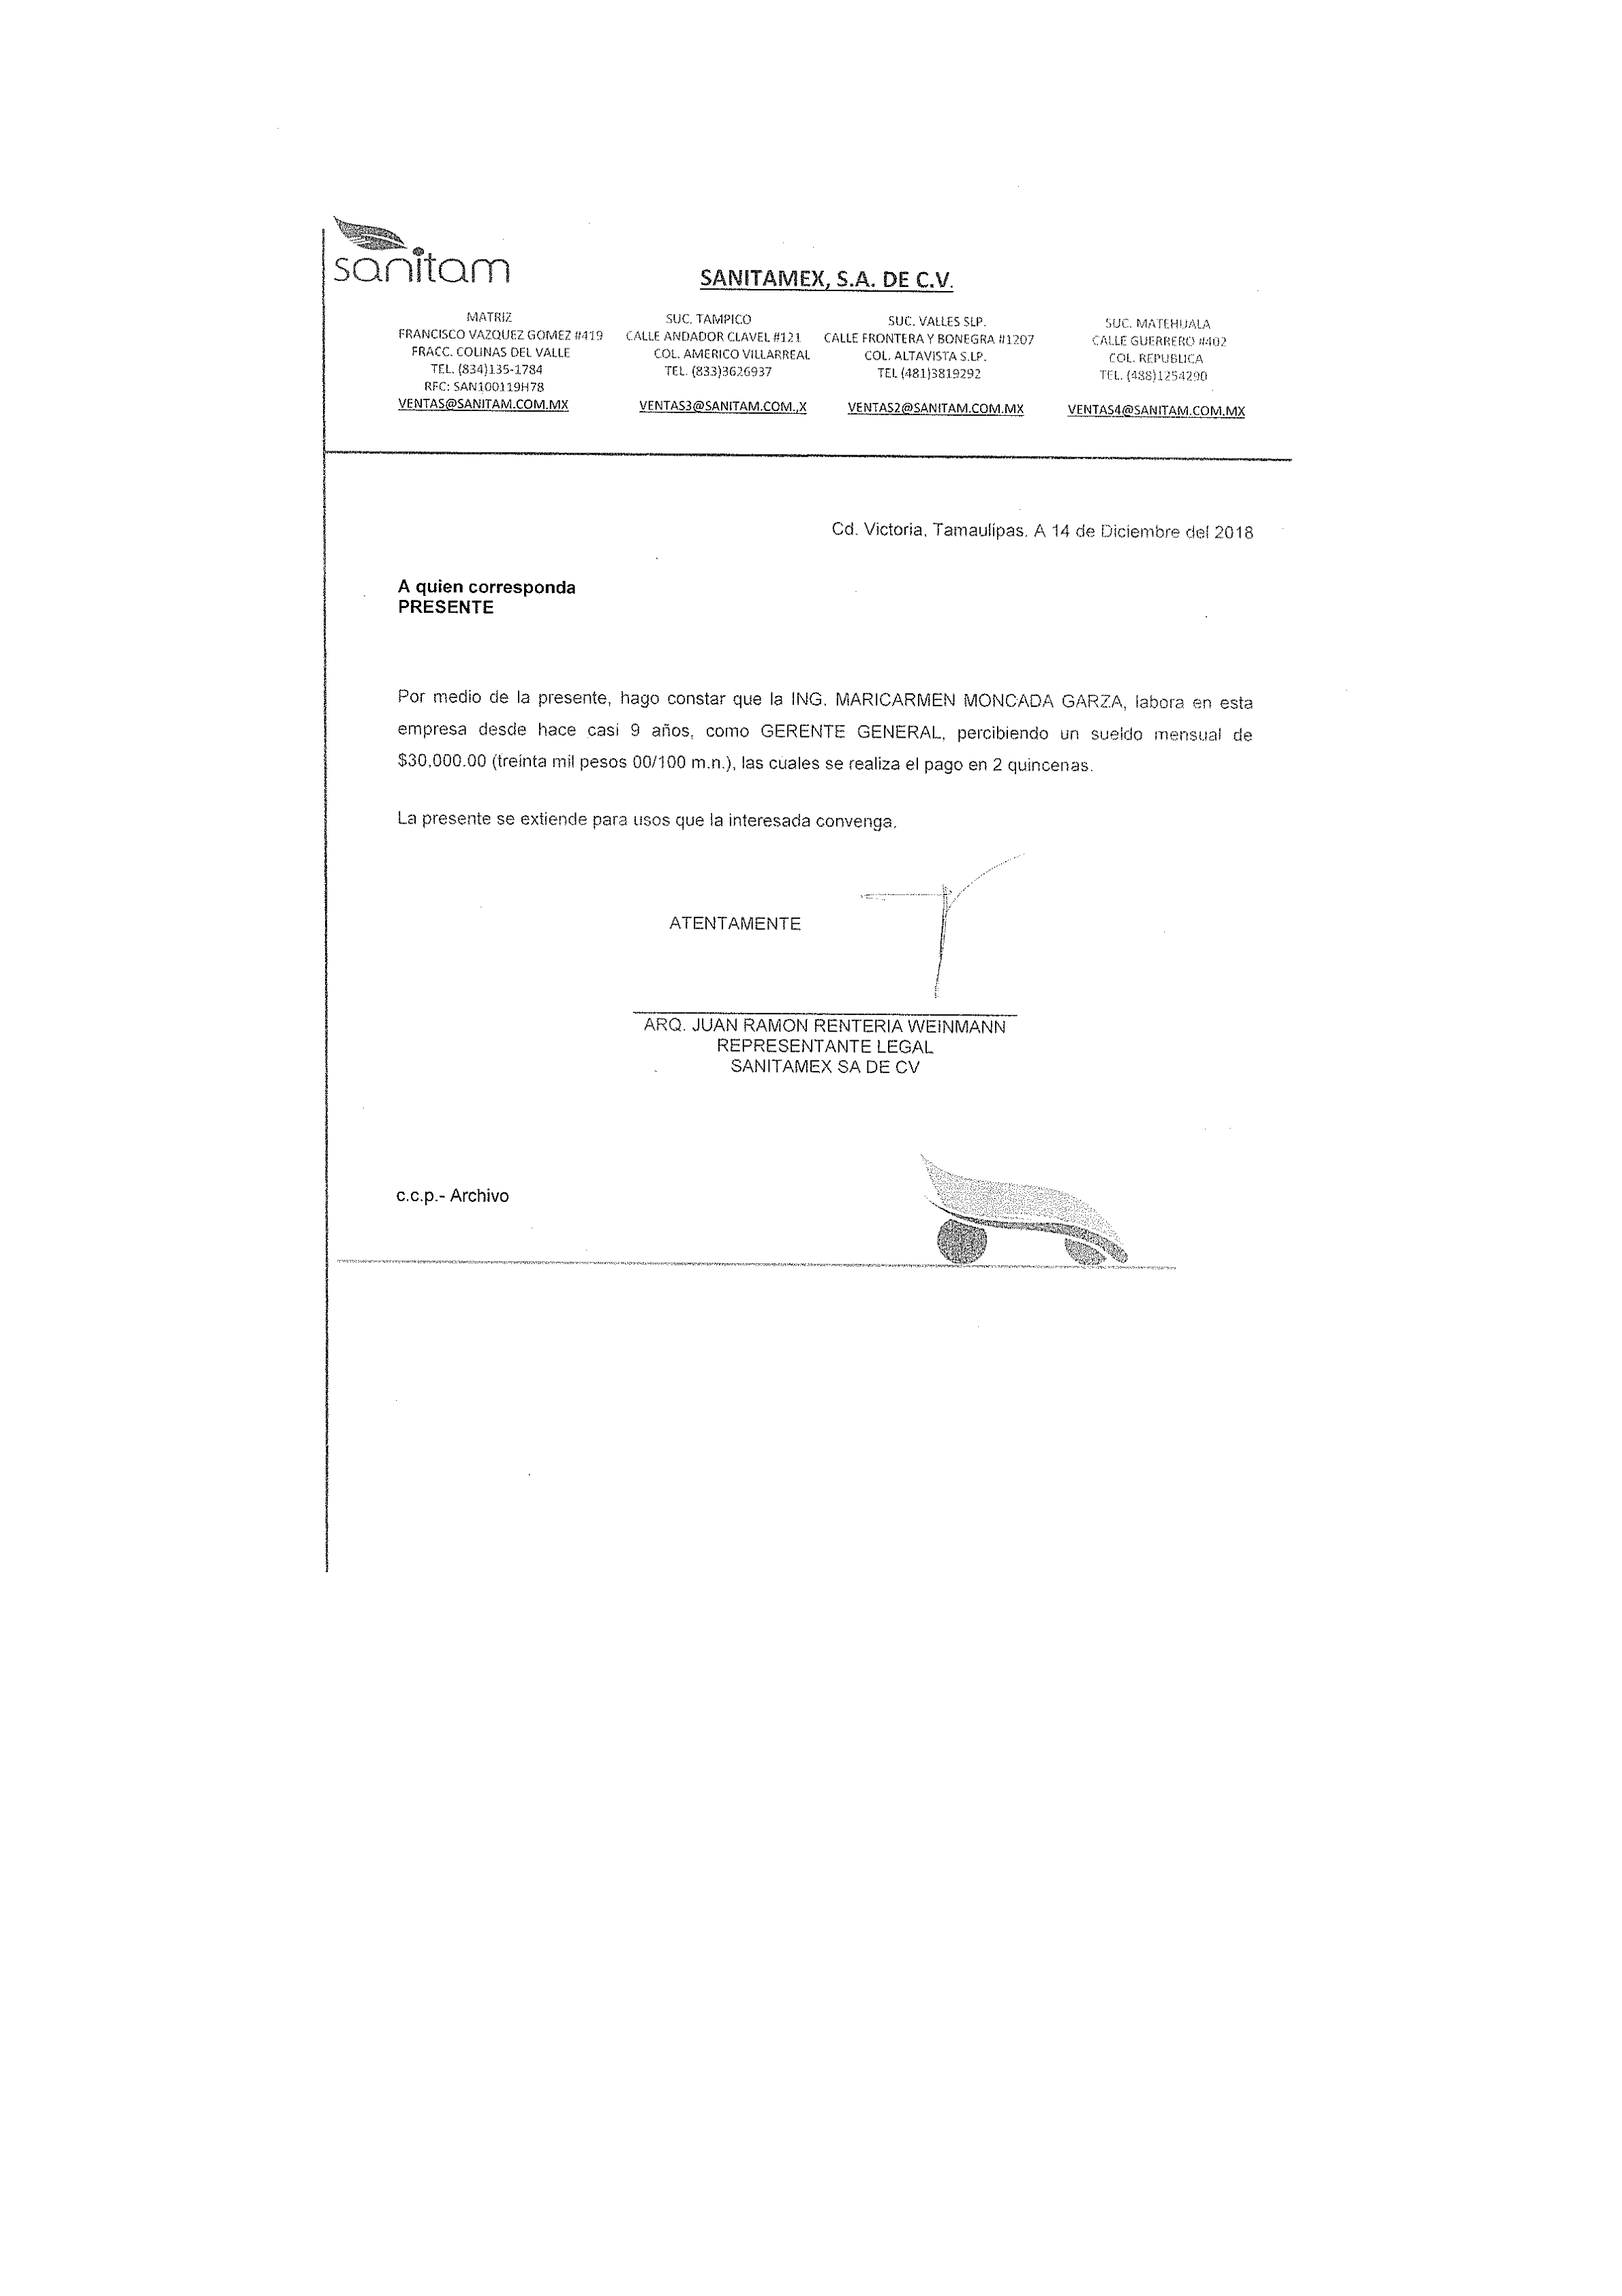 sanitam
SANITAMEX, S.A. DE C.V.
MATRIZ
FRANCISCO VAZQUEZ GOMEZ #419
FRACC. COLINAS DEL VALLE
TEL. (834)135-1784
RFC: SAN100119H78
VENTAS@SANITAM.COM.MX
SUC. TAMPICO
CALLE ANDADOR CLAVEL #121
COL. AMERICO VILLARREAL
TEL. (833)3626937
VENTAS3@SANITAM.COM.,X
SUC. VALLES SLP.
CALLE FRONTERA Y BONEGRA #1207
COL. ALTAVISTA S.LP.
TEL (481)3819292
VENTAS2@SANITAM.COM.MX
SUC. MATEHUALA
CALLE GUERRERO #402
COL. REPUBLICA
TEL. (488)1254290
VENTAS4@SANITAM.COM.MX
Cd. Victoria, Tamaulipas. A 14 de Diciembre del 2018
A quien corresponda
PRESENTE
Por medio de la presente, hago constar que la ING. MARICARMEN MONCADA GARZA, labora en esta
empresa desde hace casi 9 años, como GERENTE GENERAL, percibiendo un sueldo mensual de
$30,000.00 (treinta mil pesos 00/100 m.n.), las cuales se realiza el pago en 2 quincenas.
La presente se extiende para usos que la interesada convenga.
ATENTAMENTE
ARQ. JUAN RAMON RENTERIA WEINMANN
REPRESENTANTE LEGAL
SANITAMEX SA DE CV
c.c.p.- Archivo